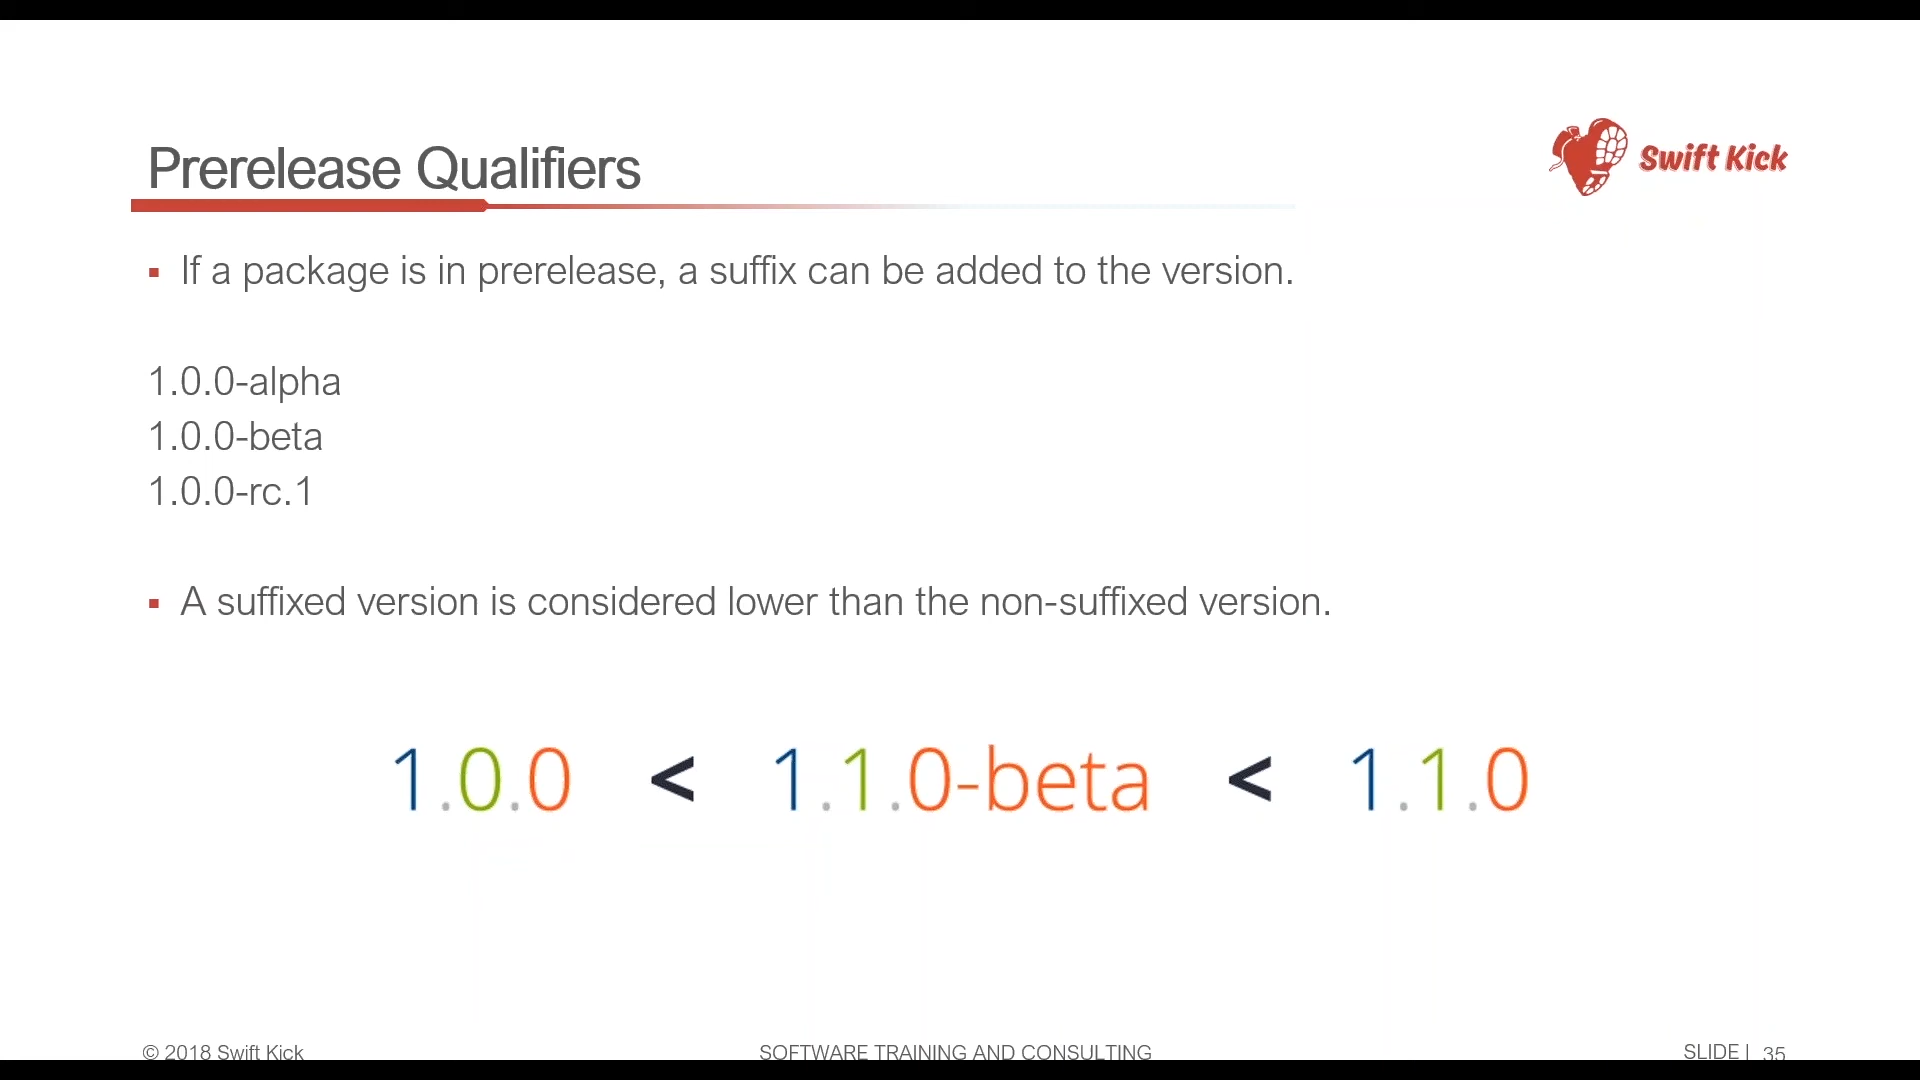 Prerelease Qualifiers
Swift Kick
▪ If a package is in prerelease, a suffix can be added to the version.
1.0.0-alpha
1.0.0-beta
1.0.0-rc.1
▪ A suffixed version is considered lower than the non-suffixed version.
1.0.0 < 1.1.0-beta < 1.1.0
© 2018 Swift Kick
SOFTWARE TRAINING AND CONSULTING
SLIDE | 35